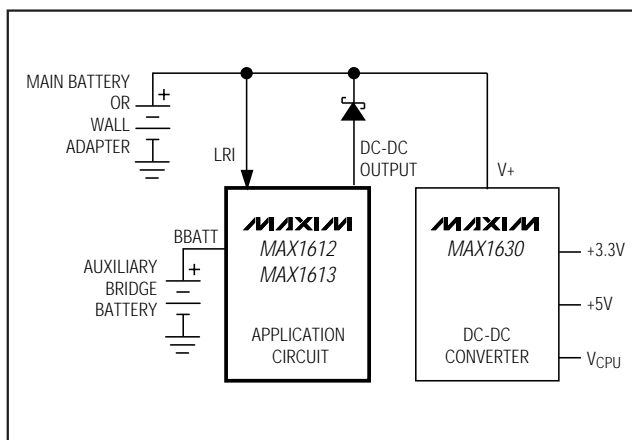 MAIN BATTERY
OR
WALL
ADAPTER
+
LRI
DC-DC
OUTPUT
V+
BBATT
AUXILIARY
BRIDGE
BATTERY
+
MAXIM
MAX1612
MAX1613
APPLICATION
CIRCUIT
MAXIM
MAX1630
DC-DC
CONVERTER
+3.3V
+5V
VCPU